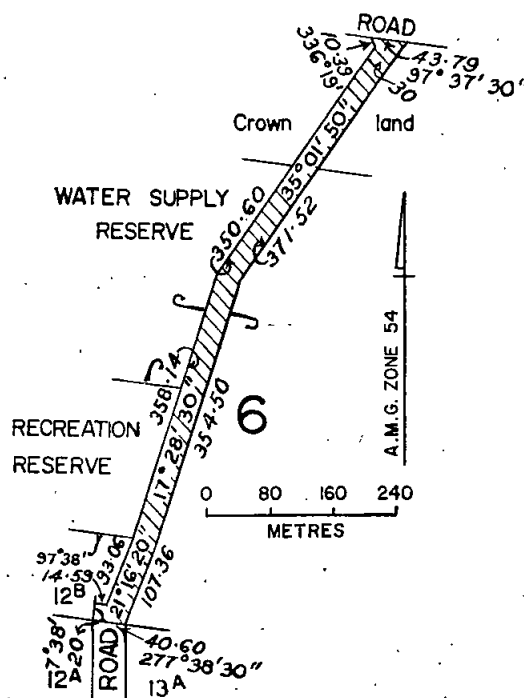 ROAD
10·39
336° 19'
43·79
97° 37' 30"
30
Crown land
35° 01' 50"
WATER SUPPLY
RESERVE
350·60
371·52
A.M.G. ZONE 54
358·14
17° 28' 30"
354·50
6
RECREATION
RESERVE
0 80 160 240
METRES
97° 38'
14·59
93·06
21° 16' 20"
107·36
12B
7° 38'
20
12A
ROAD
13A
40·60
277° 38' 30"